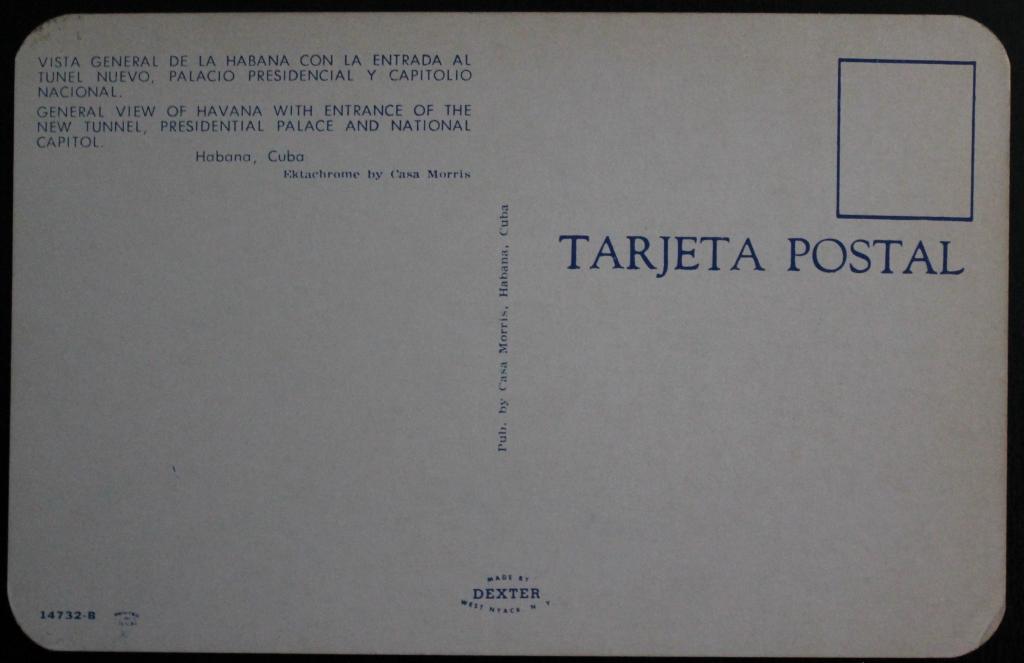 VISTA GENERAL DE LA HABANA CON LA ENTRADA AL
TUNEL NUEVO, PALACIO PRESIDENCIAL Y CAPITOLIO
NACIONAL.
GENERAL VIEW OF HAVANA WITH ENTRANCE OF THE
NEW TUNNEL, PRESIDENTIAL PALACE AND NATIONAL
CAPITOL.
Habana, Cuba
Ektachrome by Casa Morris
Pub. by Casa Morris, Habana, Cuba
TARJETA POSTAL
MADE BY
DEXTER
WEST NYACK, N. Y.
14732-B